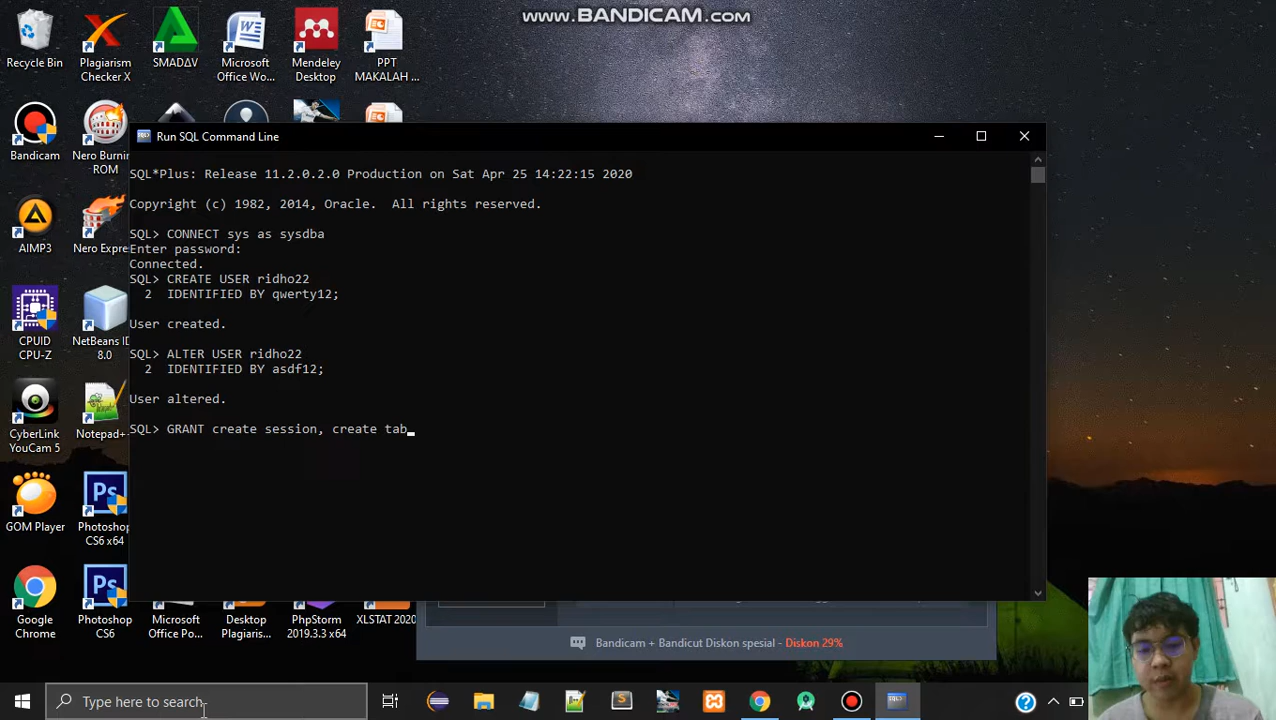 www.BANDICAM.com
Recycle Bin
Plagiarism
Checker X
SMADΔV
Microsoft
Office Wo...
Mendeley
Desktop
PPT
MAKALAH ...
Bandicam
Nero Burnin
ROM
AIMP3
Nero Expre
CPUID
CPU-Z
NetBeans ID
8.0
CyberLink
YouCam 5
Notepad+
GOM Player
Photoshop
CS6 x64
Google
Chrome
Photoshop
CS6
Microsoft
Office Po...
Desktop
Plagiaris...
PhpStorm
2019.3.3 x64
XLSTAT 2020
Run SQL Command Line
SQL*Plus: Release 11.2.0.2.0 Production on Sat Apr 25 14:22:15 2020
Copyright (c) 1982, 2014, Oracle.  All rights reserved.
SQL> CONNECT sys as sysdba
Enter password:
Connected.
SQL> CREATE USER ridho22
2  IDENTIFIED BY qwerty12;
User created.
SQL> ALTER USER ridho22
2  IDENTIFIED BY asdf12;
User altered.
SQL> GRANT create session, create tab_
Bandicam + Bandicut Diskon spesial - Diskon 29%
Type here to search